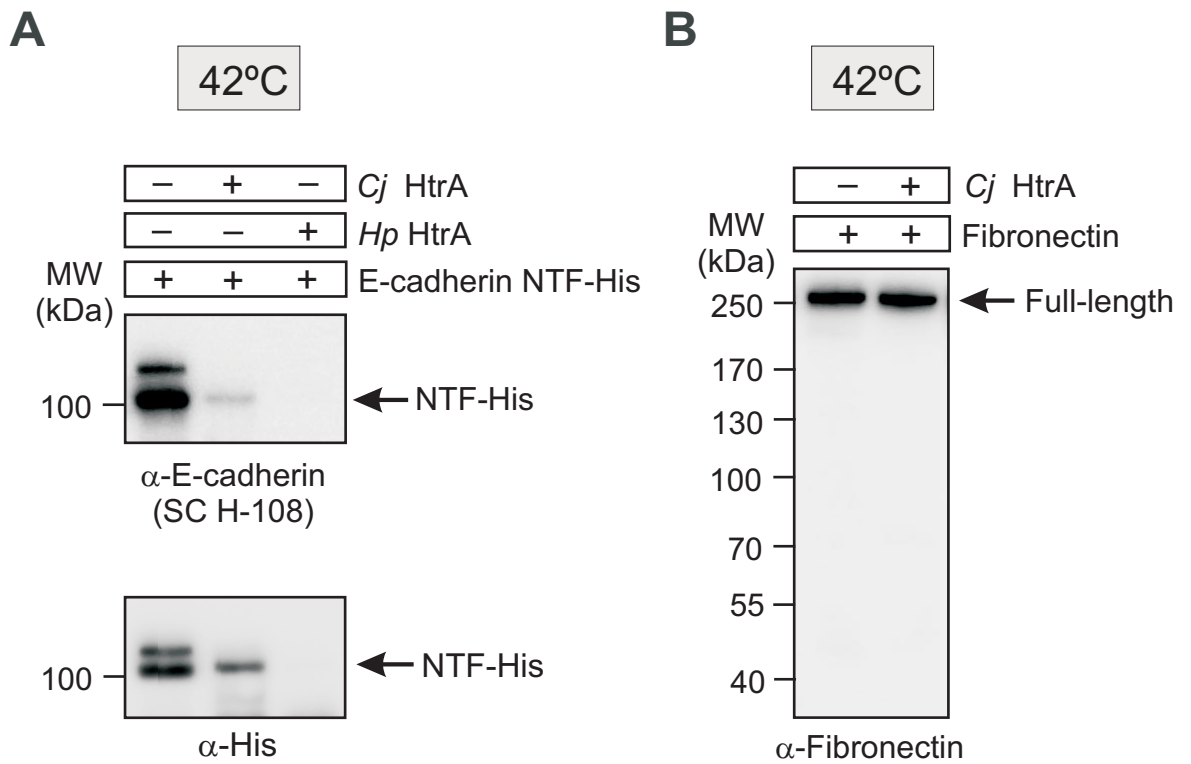 A
42ºC
– + – Cj HtrA
– – + Hp HtrA
MW
(kDa)
+ + + E-cadherin NTF-His
100
NTF-His
α-E-cadherin
(SC H-108)
100
NTF-His
α-His
B
42ºC
– + Cj HtrA
MW
(kDa)
+ + Fibronectin
250
Full-length
170
130
100
70
55
40
α-Fibronectin